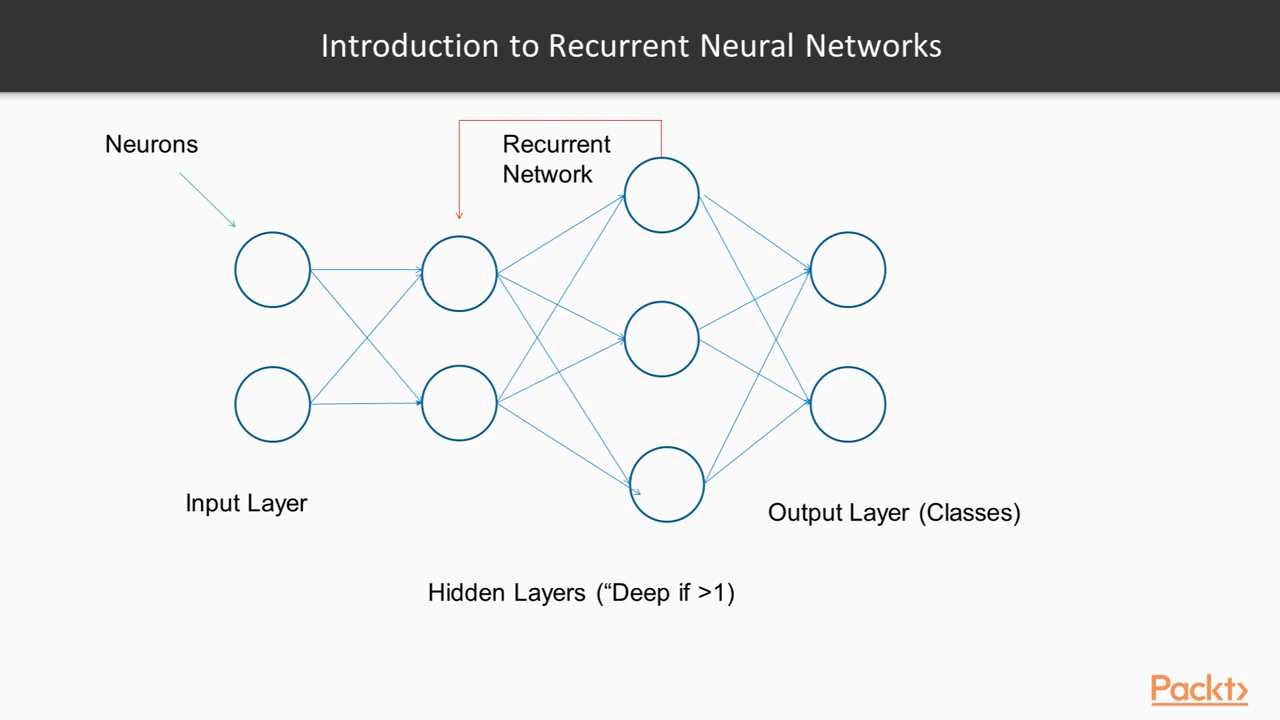 Introduction to Recurrent Neural Networks
Neurons
Recurrent
Network
Input Layer
Output Layer (Classes)
Hidden Layers (“Deep if >1)
Packt>